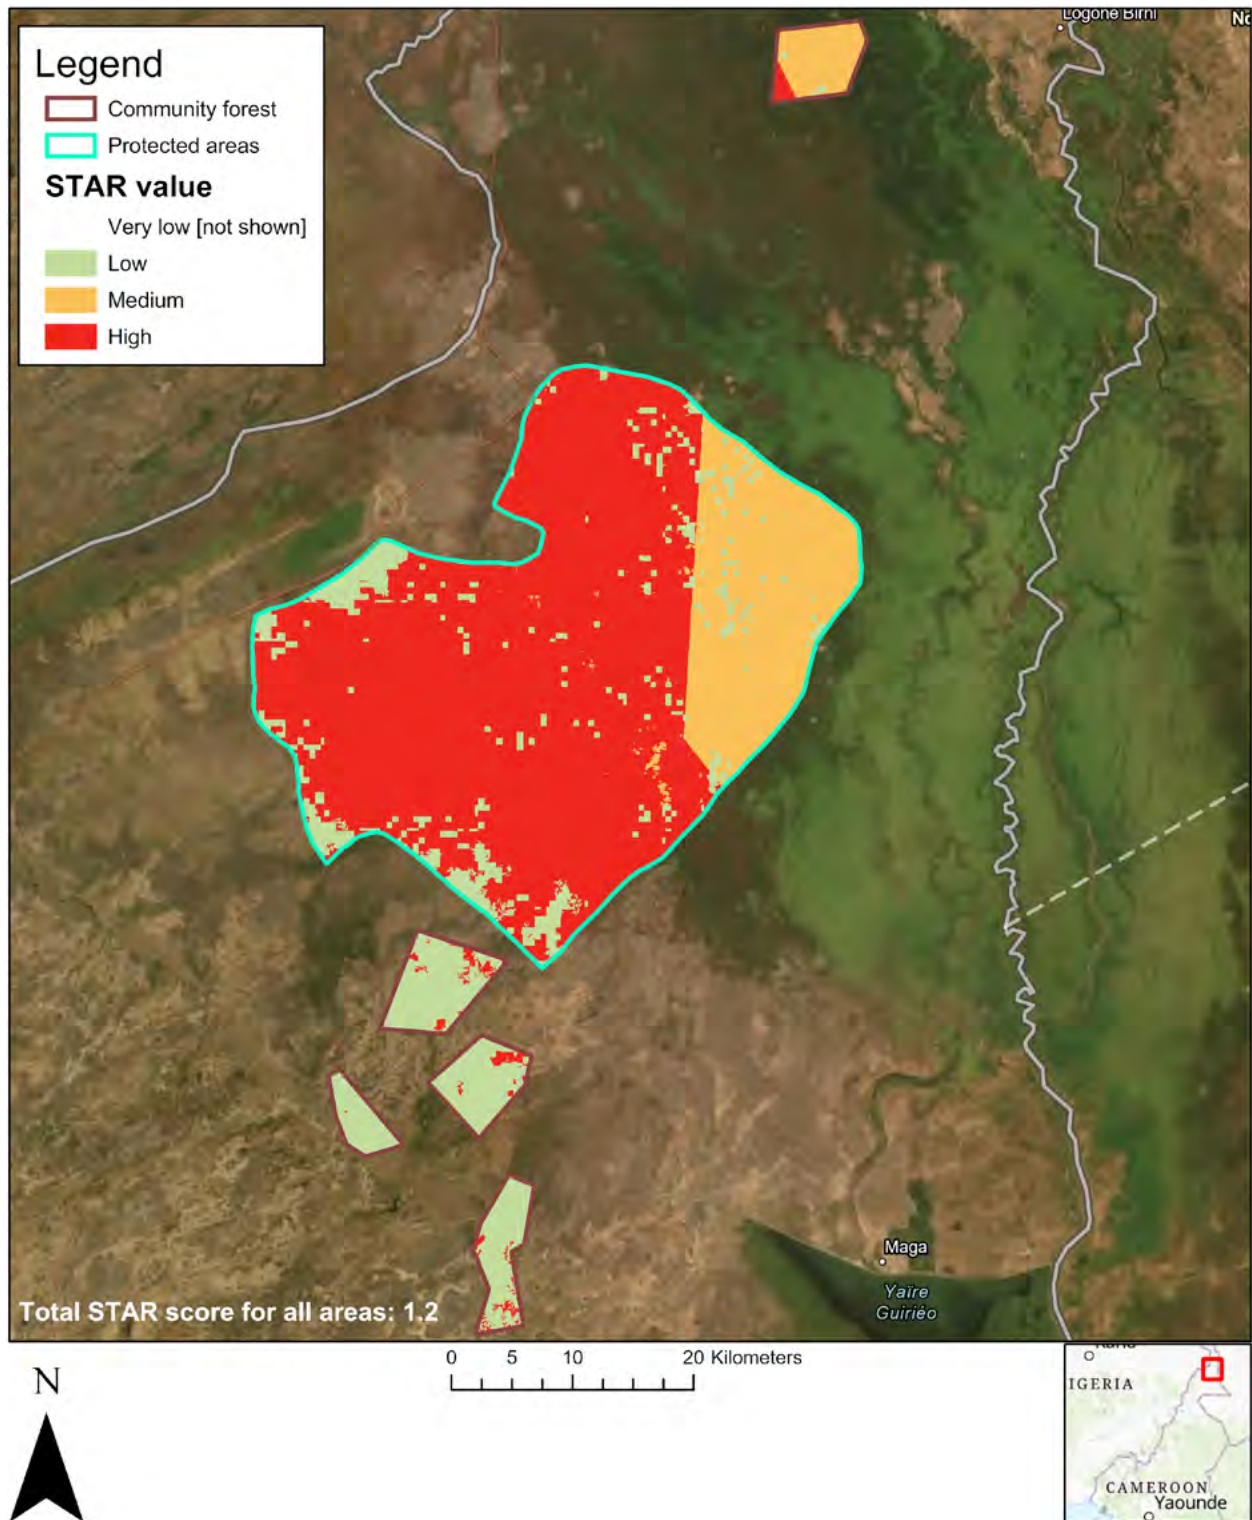 Logone Birni
Legend
Community forest
Protected areas
STAR value
Very low [not shown]
Low
Medium
High
Maga
Yaïre
Guiriéo
Total STAR score for all areas: 1.2
0 5 10 20 Kilometers
N
IGERIA
CAMEROON
Yaounde